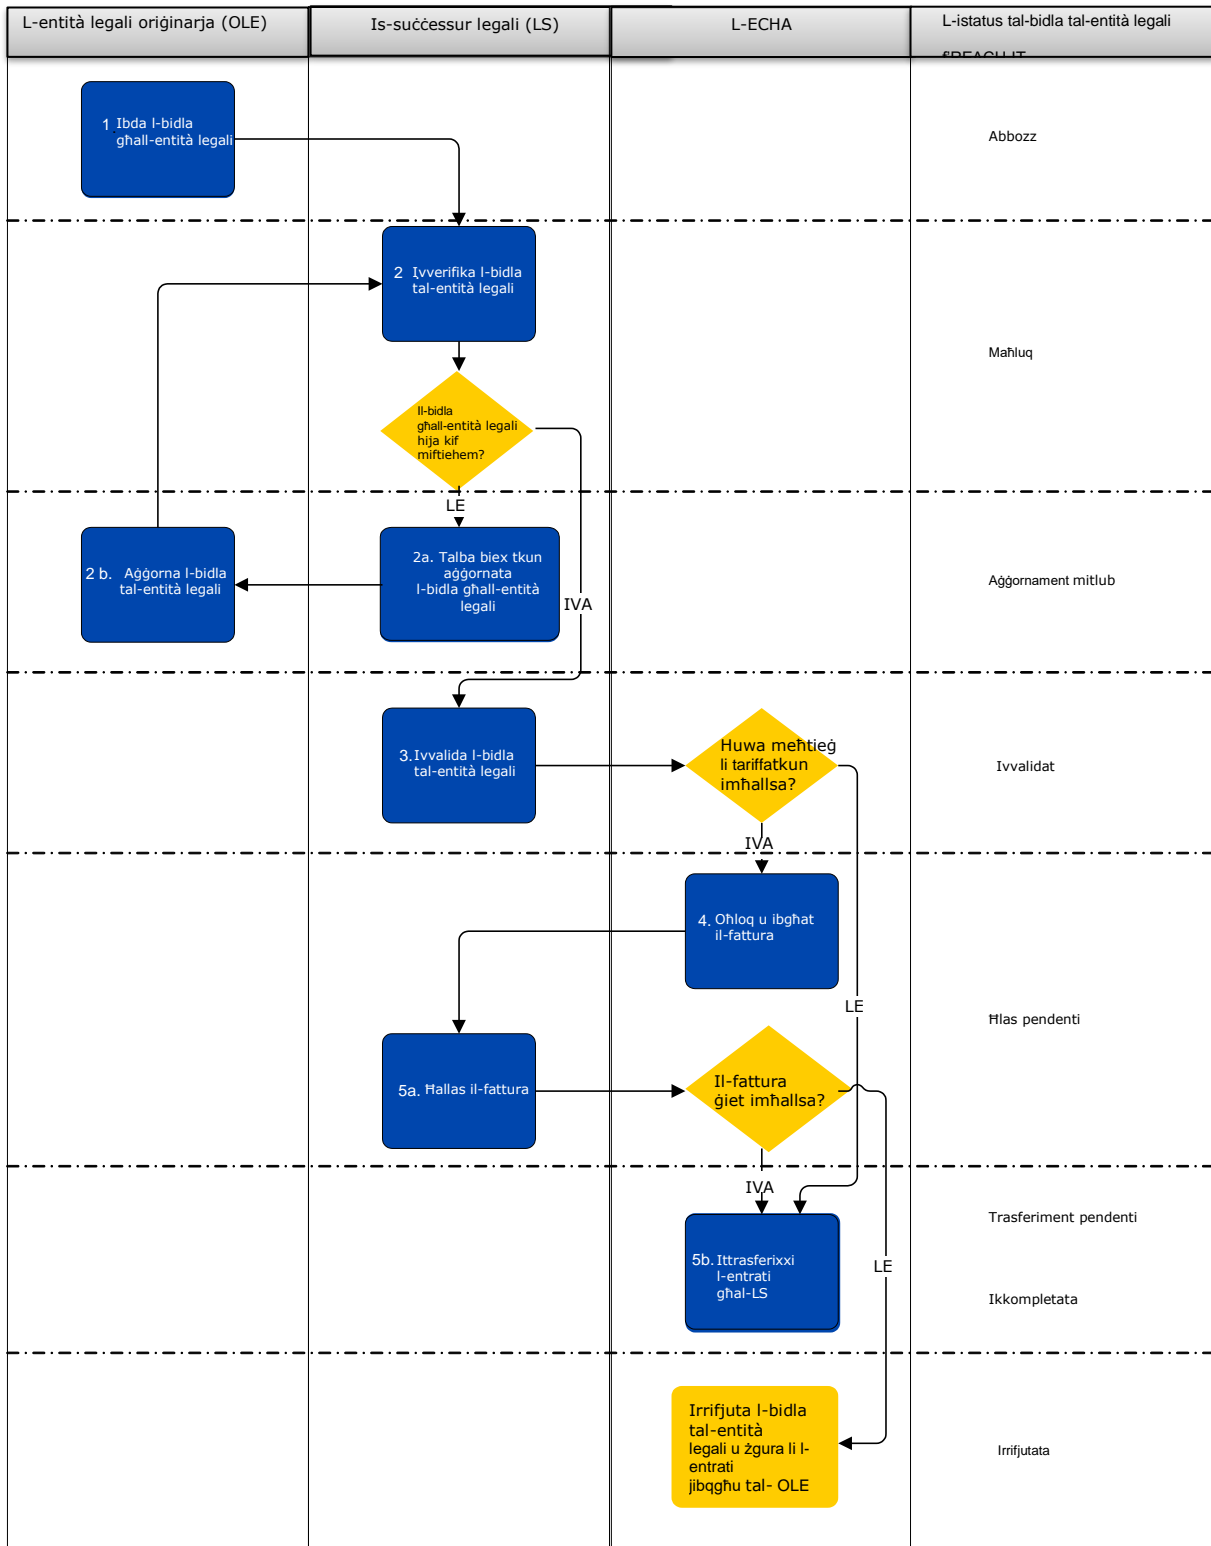 L-entità legali oriġinarja (OLE)
Is-suċċessur legali (LS)
L-ECHA
L-istatus tal-bidla tal-entità legali
f'REACH-IT
1 Ibda l-bidla
għall-entità legali
Abbozz
2 Ivverifika l-bidla
tal-entità legali
Maħluq
Il-bidla
għall-entità legali
hija kif
miftiehem?
LE
2 b. Aġġorna l-bidla
tal-entità legali
2a. Talba biex tkun
aġġornata
l-bidla għall-entità
legali
IVA
Aġġornament mitlub
3. Ivvalida l-bidla
tal-entità legali
Huwa meħtieġ
li tariffatkun
imħallsa?
Ivvalidat
IVA
4. Oħloq u ibgħat
il-fattura
LE
Ħlas pendenti
5a. Ħallas il-fattura
Il-fattura
ġiet imħallsa?
IVA
Trasferiment pendenti
5b. Ittrasferixxi
l-entrati
għal-LS
LE
Ikkompletata
Irrifjuta l-bidla
tal-entità
legali u żgura li l-
entrati
jibqgħu tal- OLE
Irrifjutata